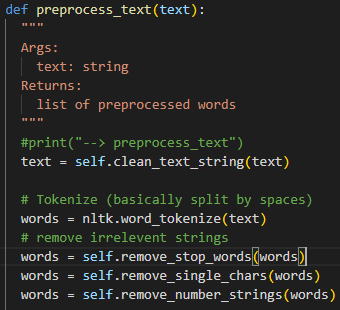 def preprocess_text(text):
"""
Args:
text: string
Returns:
list of preprocessed words
"""
#print("--> preprocess_text")
text = self.clean_text_string(text)
# Tokenize (basically split by spaces)
words = nltk.word_tokenize(text)
# remove irrelevent strings
words = self.remove_stop_words(words)
words = self.remove_single_chars(words)
words = self.remove_number_strings(words)